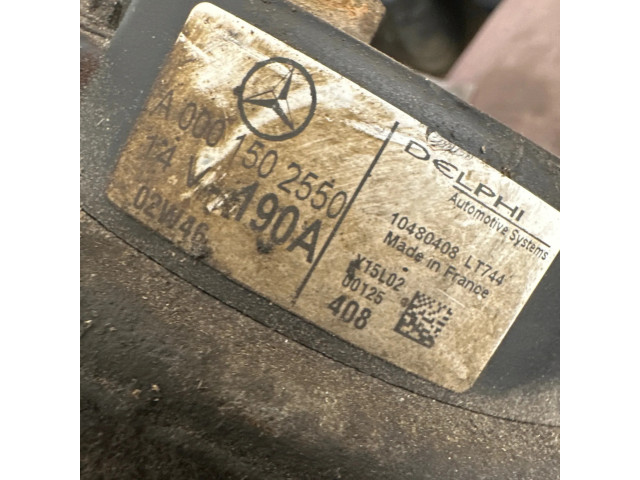 A 000 150 2550
14 V 190A
02W46
DELPHI
Automotive Systems
10480408 LT744
Made in France
X15L02
00125
408